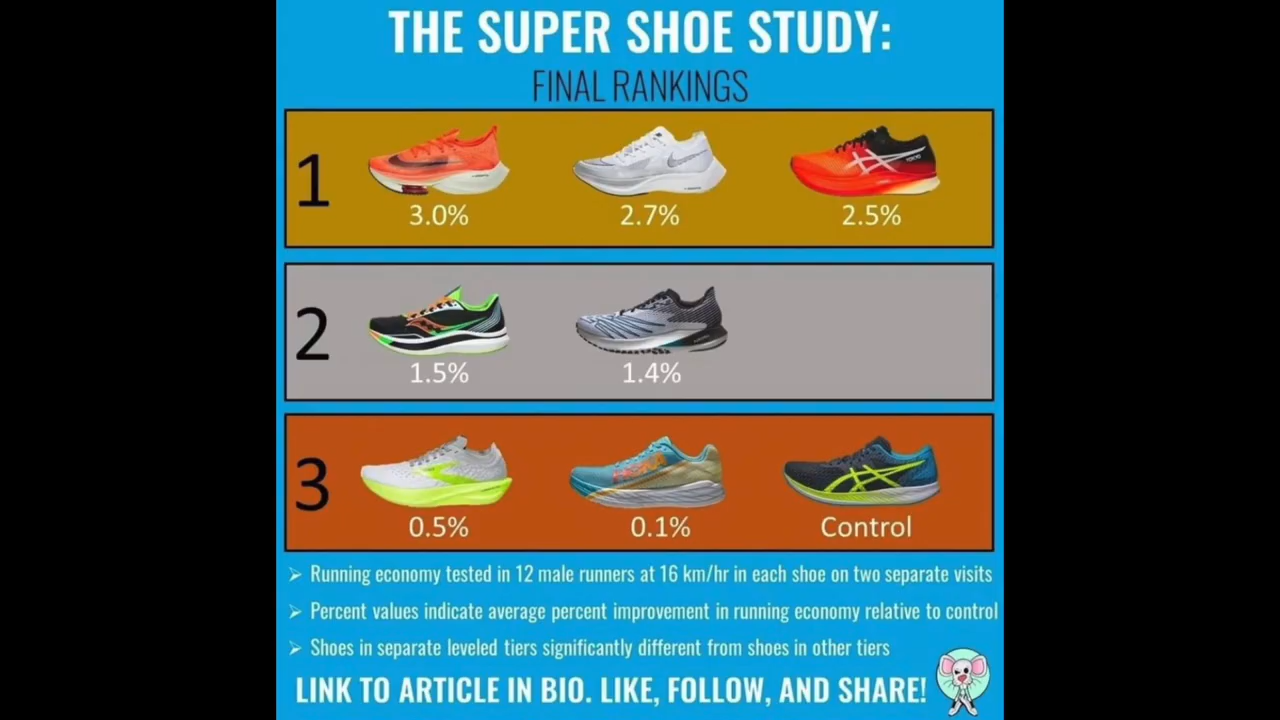 THE SUPER SHOE STUDY:
FINAL RANKINGS
1
3.0% 2.7% 2.5%
2
1.5% 1.4%
3
0.5% 0.1% Control
➢ Running economy tested in 12 male runners at 16 km/hr in each shoe on two separate visits
➢ Percent values indicate average percent improvement in running economy relative to control
➢ Shoes in separate leveled tiers significantly different from shoes in other tiers
LINK TO ARTICLE IN BIO. LIKE, FOLLOW, AND SHARE!